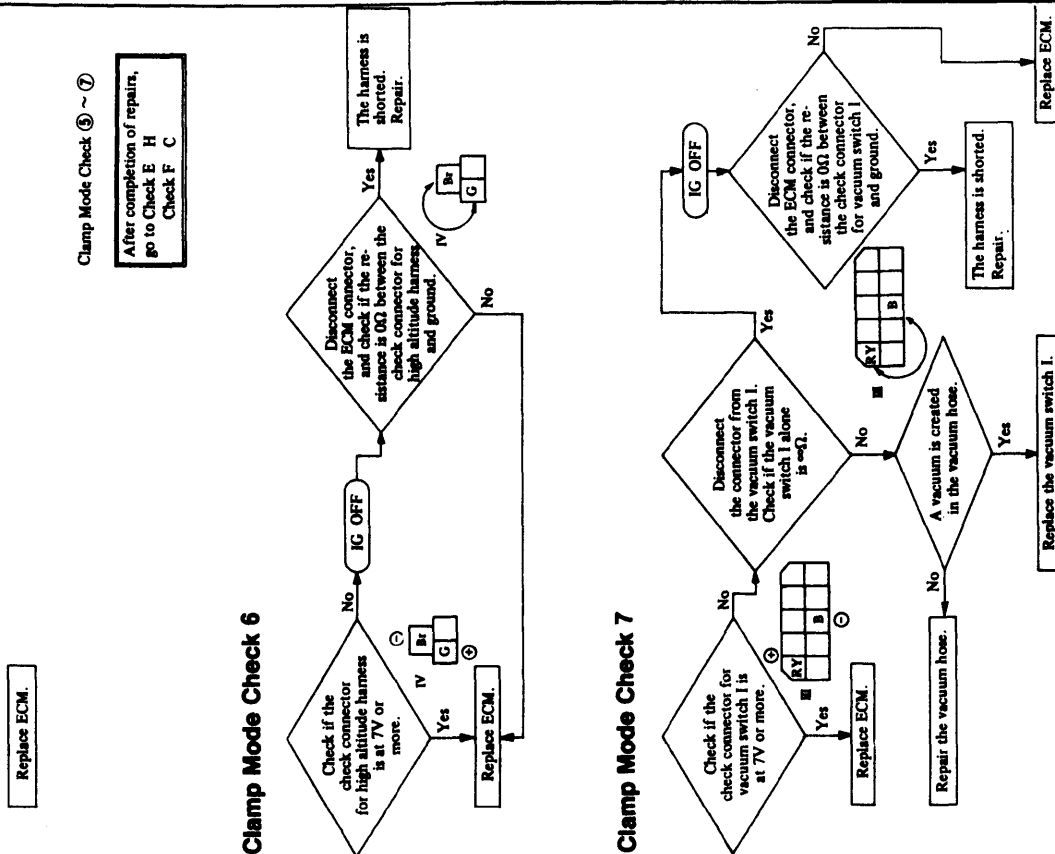 Clamp Mode Check ⑤ ~ ⑦
After completion of repairs,
go to Check E H
Check F C
Replace ECM.
Clamp Mode Check 6
Check if the
check connector
for high altitude harness
is at 7V or
more.
No
Yes
IV
⊖
Br
G
⊕
Replace ECM.
IG OFF
Disconnect
the ECM connector,
and check if the re-
sistance is 0Ω between the
check connector for
high altitude harness
and ground.
Yes
No
IV
Br
G
The harness is
shorted.
Repair.
Clamp Mode Check 7
Check if the
check connector for
vacuum switch I is
at 7V or more.
No
Yes
⊕
RY
B
⊖
III
Replace ECM.
Disconnect
the connector from
the vacuum switch I.
Check if the vacuum
switch I alone
is ∞Ω.
Yes
No
A vacuum is created
in the vacuum hose.
No
Yes
Repair the vacuum hose.
Replace the vacuum switch I.
IG OFF
Disconnect
the ECM connector,
and check if the re-
sistance is 0Ω between
the check connector
for vacuum switch I
and ground.
No
Yes
III
RY
B
The harness is shorted.
Repair.
Replace ECM.